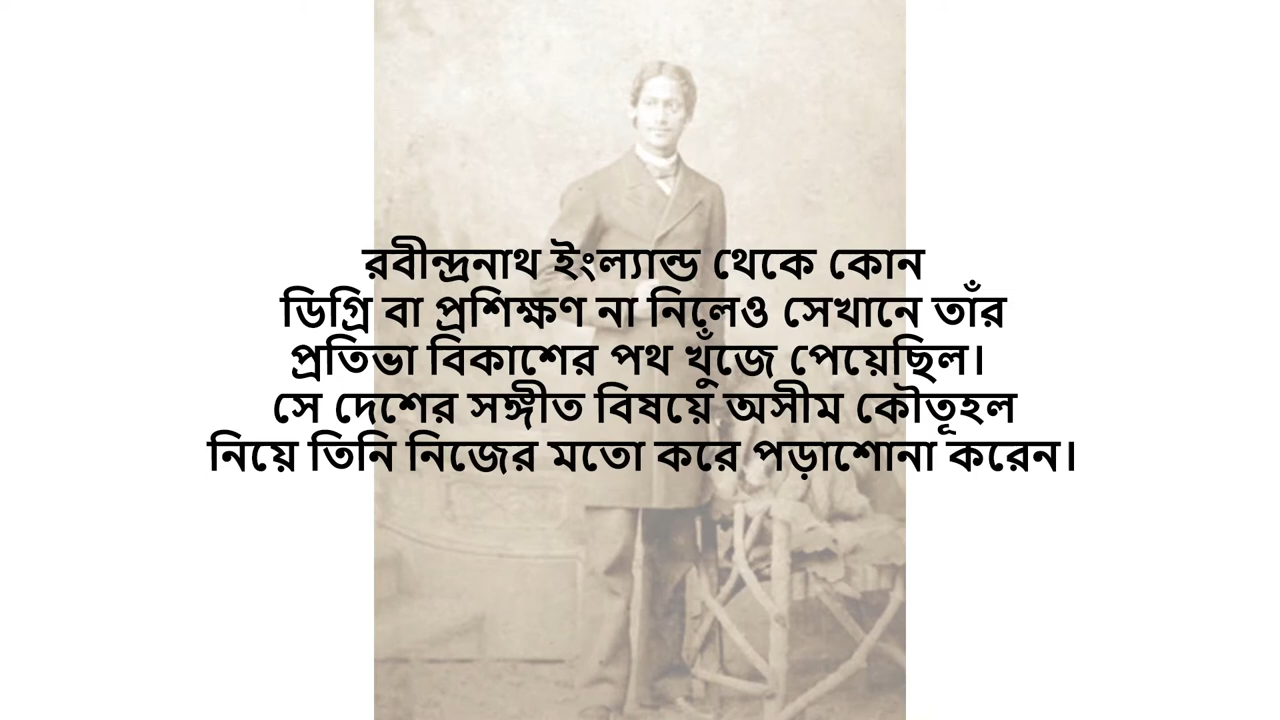 রবীন্দ্রনাথ ইংল্যান্ড থেকে কোন
ডিগ্রি বা প্রশিক্ষণ না নিলেও সেখানে তাঁর
প্রতিভা বিকাশের পথ খুঁজে পেয়েছিল।
সে দেশের সঙ্গীত বিষয়ে অসীম কৌতূহল
নিয়ে তিনি নিজের মতো করে পড়াশোনা করেন।